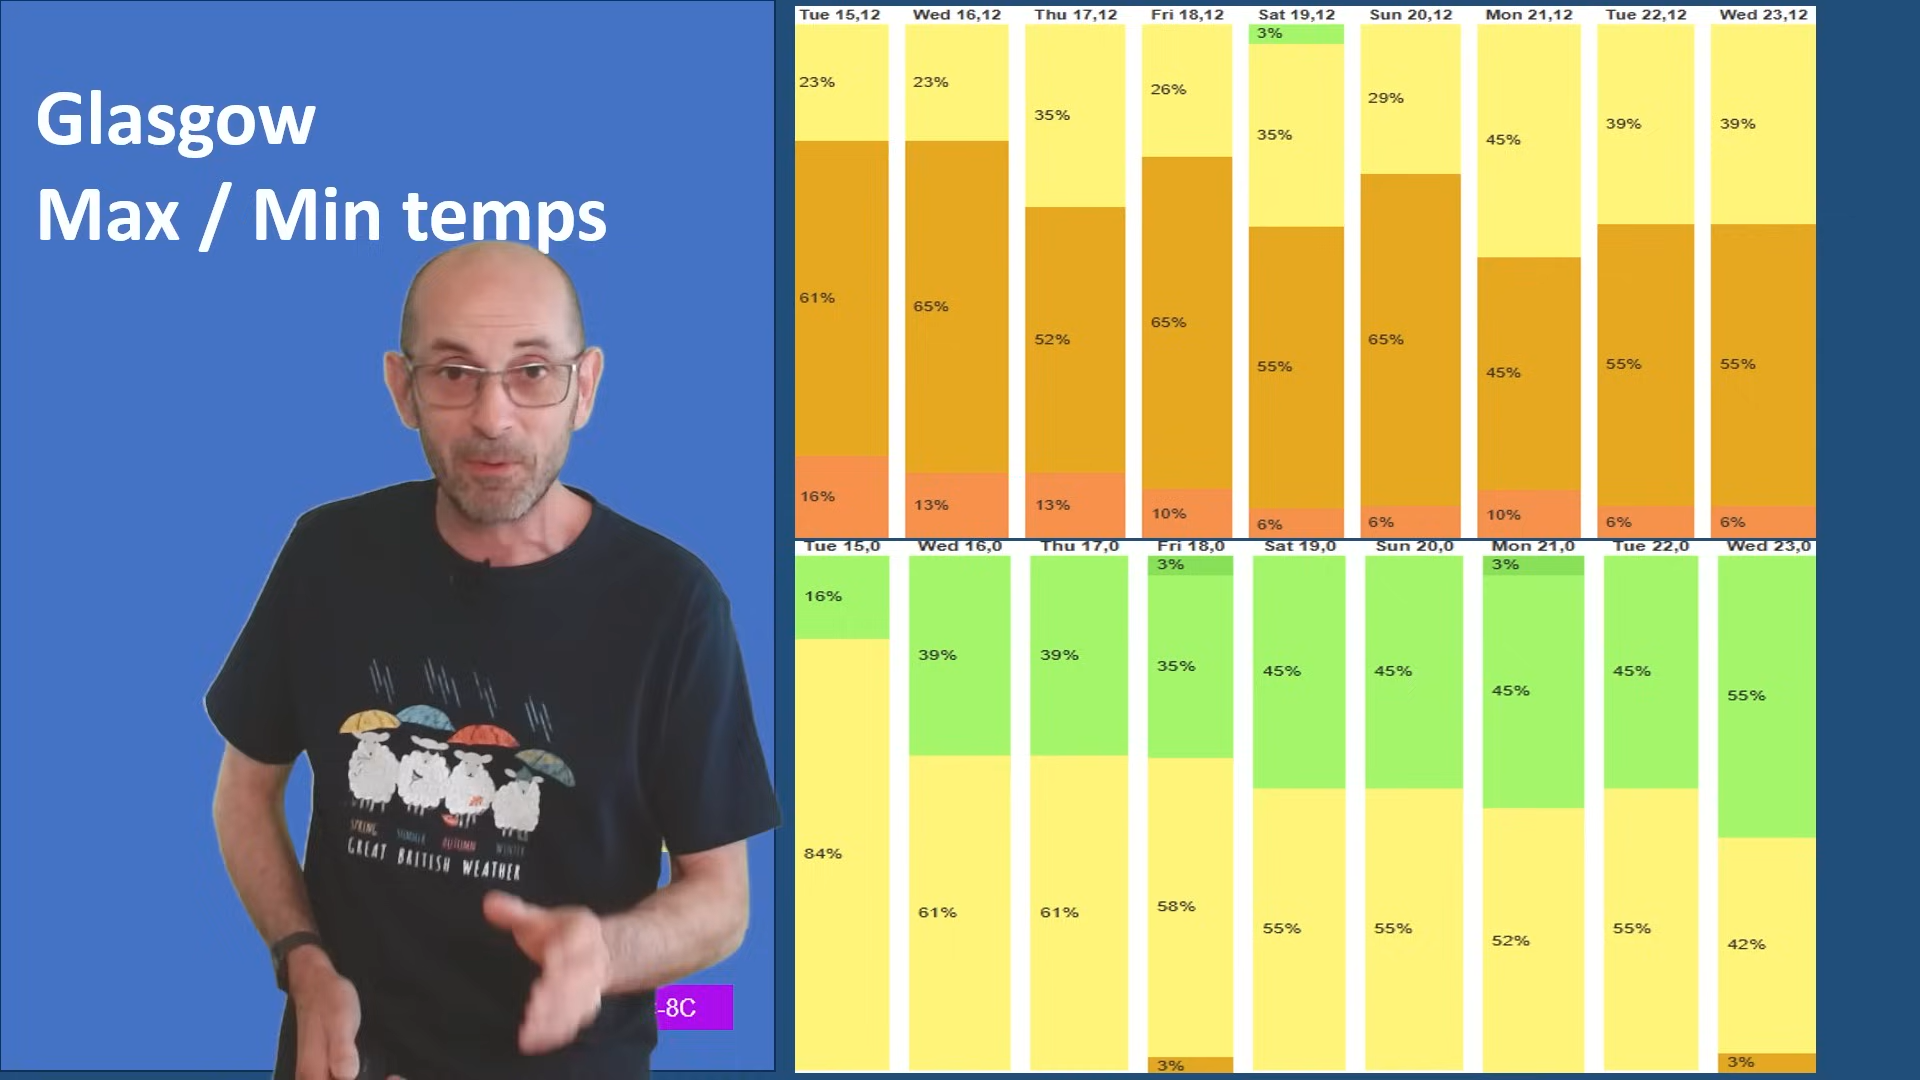 Glasgow
Max / Min temps
Tue 15,12 Wed 16,12 Thu 17,12 Fri 18,12 Sat 19,12 Sun 20,12 Mon 21,12 Tue 22,12 Wed 23,12
3%
23% 23% 35% 26% 35% 29% 45% 39% 39%
61% 65% 52% 65% 55% 65% 45% 55% 55%
16% 13% 13% 10% 6% 6% 10% 6% 6%
Tue 15,0 Wed 16,0 Thu 17,0 Fri 18,0 Sat 19,0 Sun 20,0 Mon 21,0 Tue 22,0 Wed 23,0
3% 3%
16% 39% 39% 35% 45% 45% 45% 45% 55%
84% 61% 61% 58% 55% 55% 52% 55% 42%
3% 3%
SPRING SUMMER AUTUMN WINTER
GREAT BRITISH WEATHER
-8C